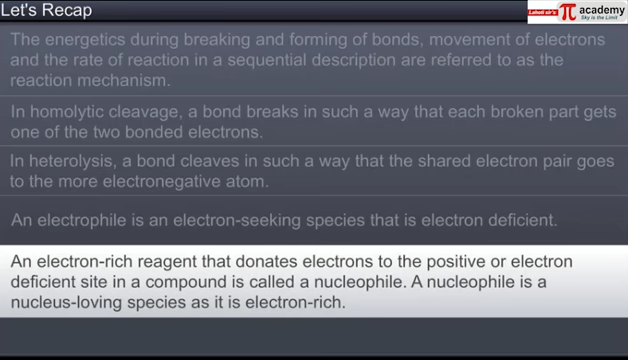 Let's Recap
Lahoti sir's
π academy
Sky is the Limit
The energetics during breaking and forming of bonds, movement of electrons
and the rate of reaction in a sequential description are referred to as the
reaction mechanism.
In homolytic cleavage, a bond breaks in such a way that each broken part gets
one of the two bonded electrons.
In heterolysis, a bond cleaves in such a way that the shared electron pair goes
to the more electronegative atom.
An electrophile is an electron-seeking species that is electron deficient.
An electron-rich reagent that donates electrons to the positive or electron
deficient site in a compound is called a nucleophile. A nucleophile is a
nucleus-loving species as it is electron-rich.